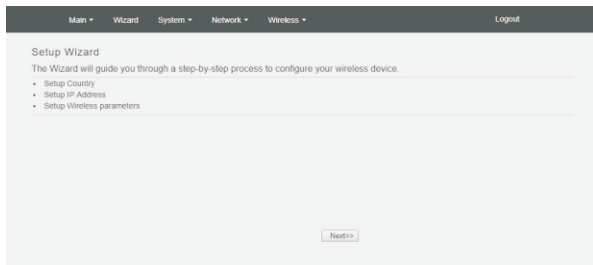 Main Wizard System Network Wireless Logout
Setup Wizard
The Wizard will guide you through a step-by-step process to configure your wireless device.
• Setup Country
• Setup IP Address
• Setup Wireless parameters
Next>>